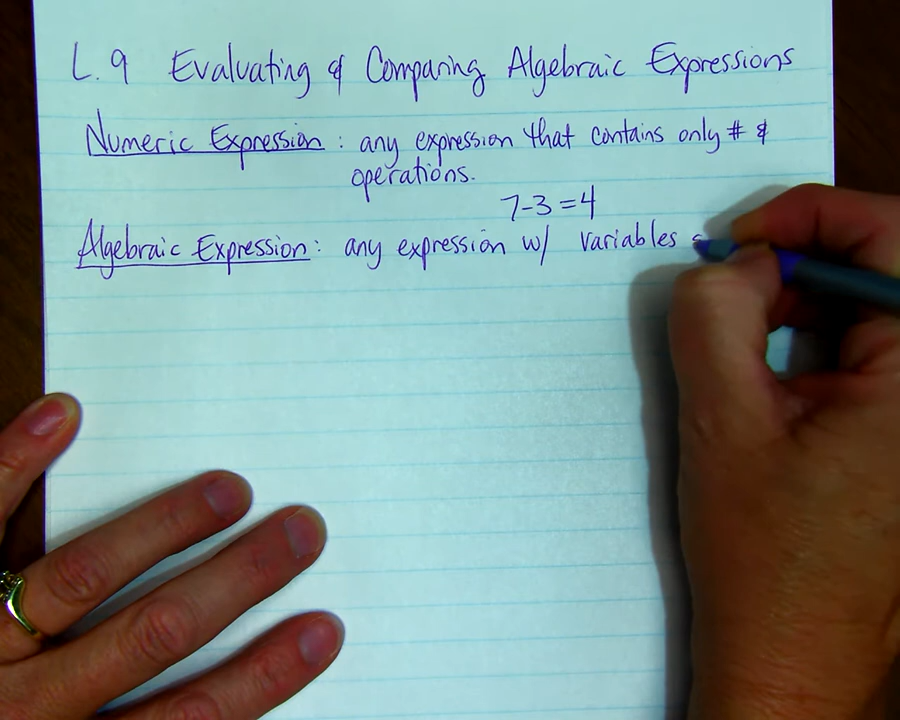 L.9 Evaluating & Comparing Algebraic Expressions
Numeric Expression: any expression that contains only # &
operations.
7-3=4
Algebraic Expression: any expression w/ variables